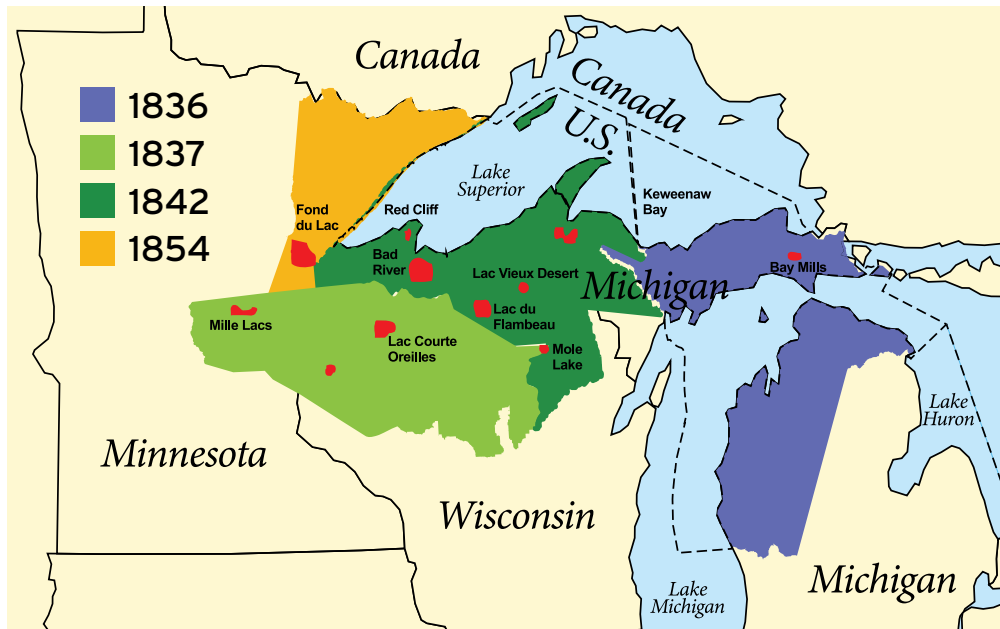 Canada
Canada
U.S.
1836
1837
1842
1854
Lake
Superior
Keweenaw
Bay
Fond
du Lac
Red Cliff
Bad
River
Lac Vieux Desert
Michigan
Bay Mills
Mille Lacs
Lac du
Flambeau
Lac Courte
Oreilles
Mole
Lake
Lake
Huron
Minnesota
Wisconsin
Lake
Michigan
Michigan